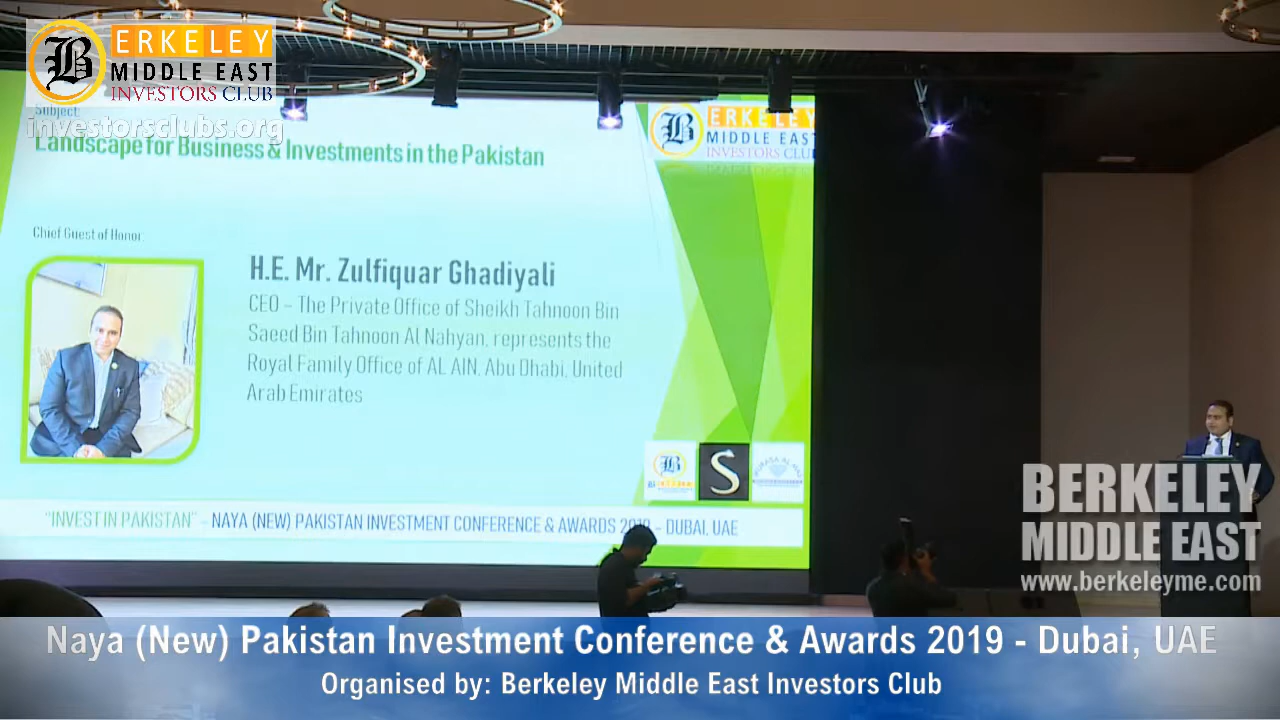 BERKELEY
MIDDLE EAST
INVESTORS CLUB
investorsclubs.org
Subject:
Landscape for Business & Investments in the Pakistan
BERKELEY
MIDDLE EAST
INVESTORS CLUB
Chief Guest of Honor:
H.E. Mr. Zulfiquar Ghadiyali
CEO – The Private Office of Sheikh Tahnoon Bin
Saeed Bin Tahnoon Al Nahyan, represents the
Royal Family Office of AL AIN, Abu Dhabi, United
Arab Emirates
S
"INVEST IN PAKISTAN" – NAYA (NEW) PAKISTAN INVESTMENT CONFERENCE & AWARDS 2019 – DUBAI, UAE
BERKELEY
MIDDLE EAST
www.berkeleyme.com
Naya (New) Pakistan Investment Conference & Awards 2019 - Dubai, UAE
Organised by: Berkeley Middle East Investors Club